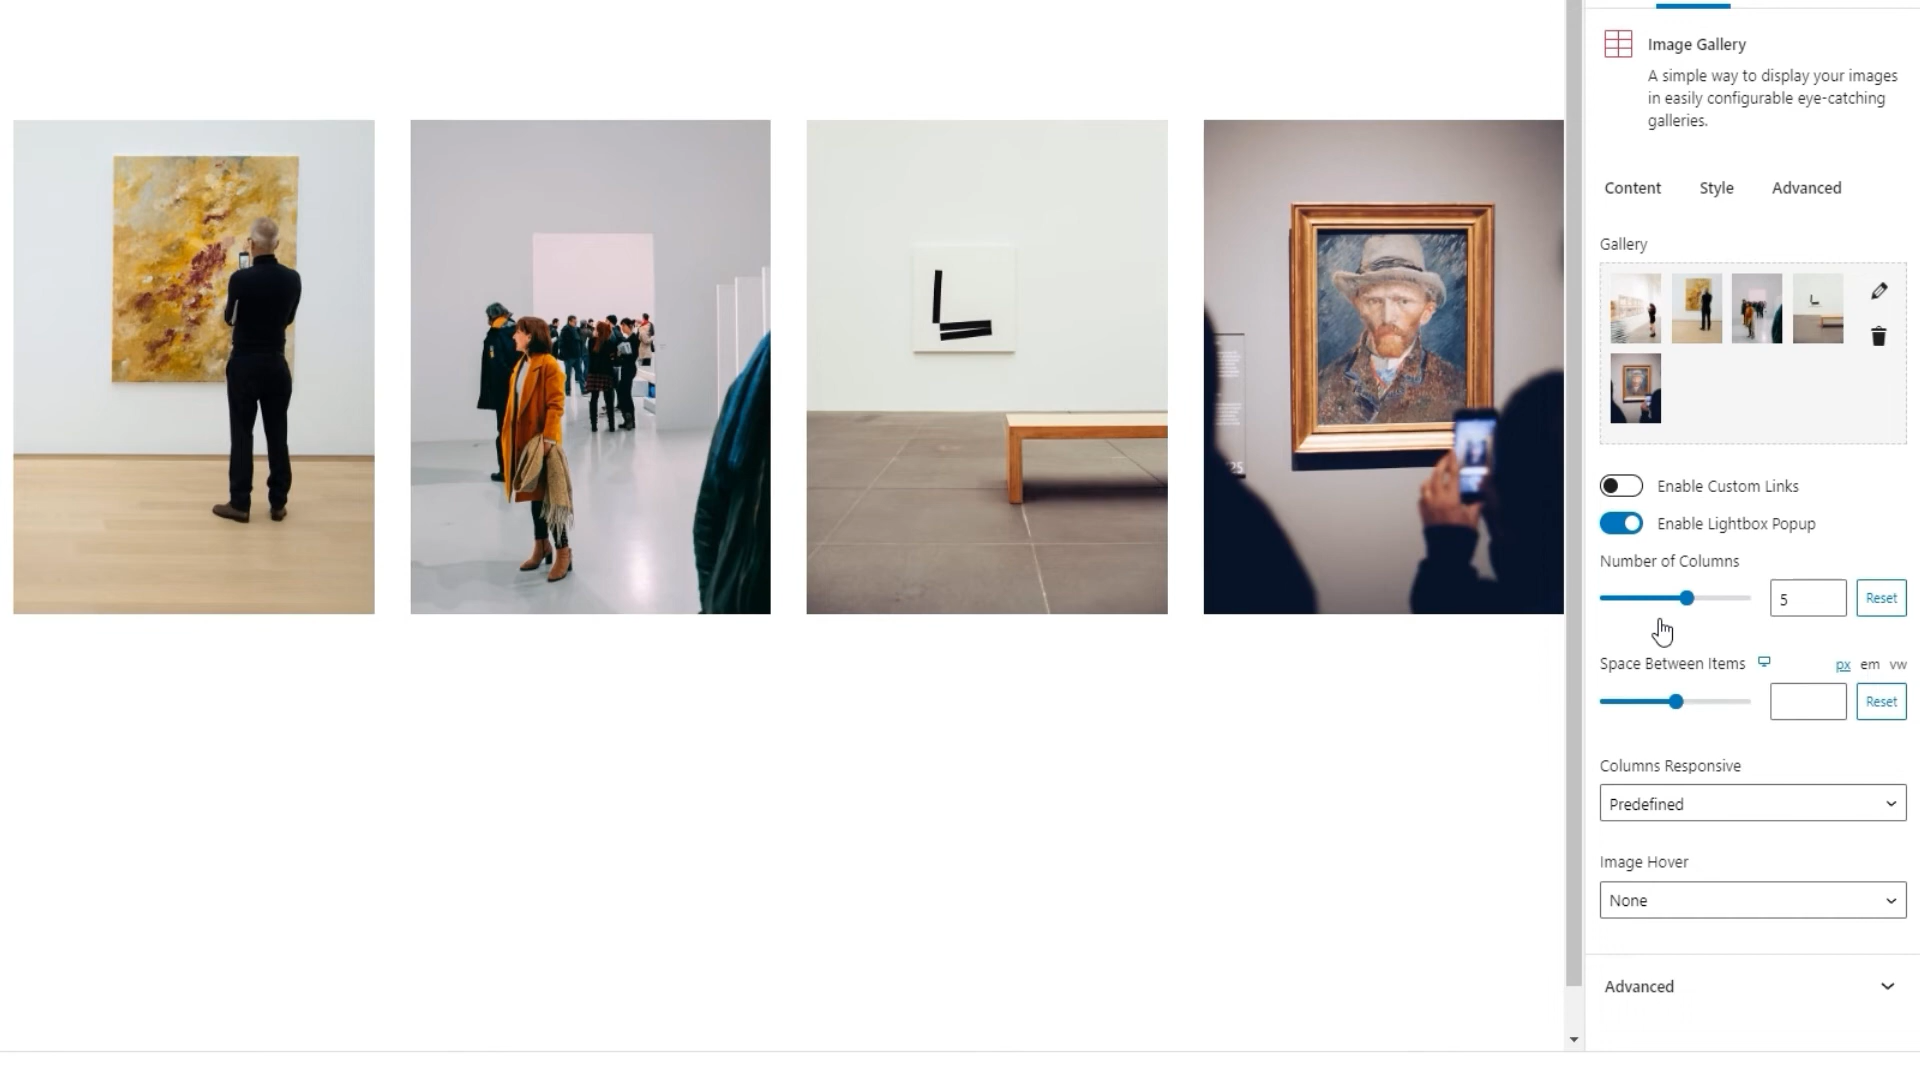 Image Gallery
A simple way to display your images
in easily configurable eye-catching
galleries.
Content Style Advanced
Gallery
Enable Custom Links
Enable Lightbox Popup
Number of Columns
5 Reset
Space Between Items px em vw
Reset
Columns Responsive
Predefined
Image Hover
None
Advanced
25